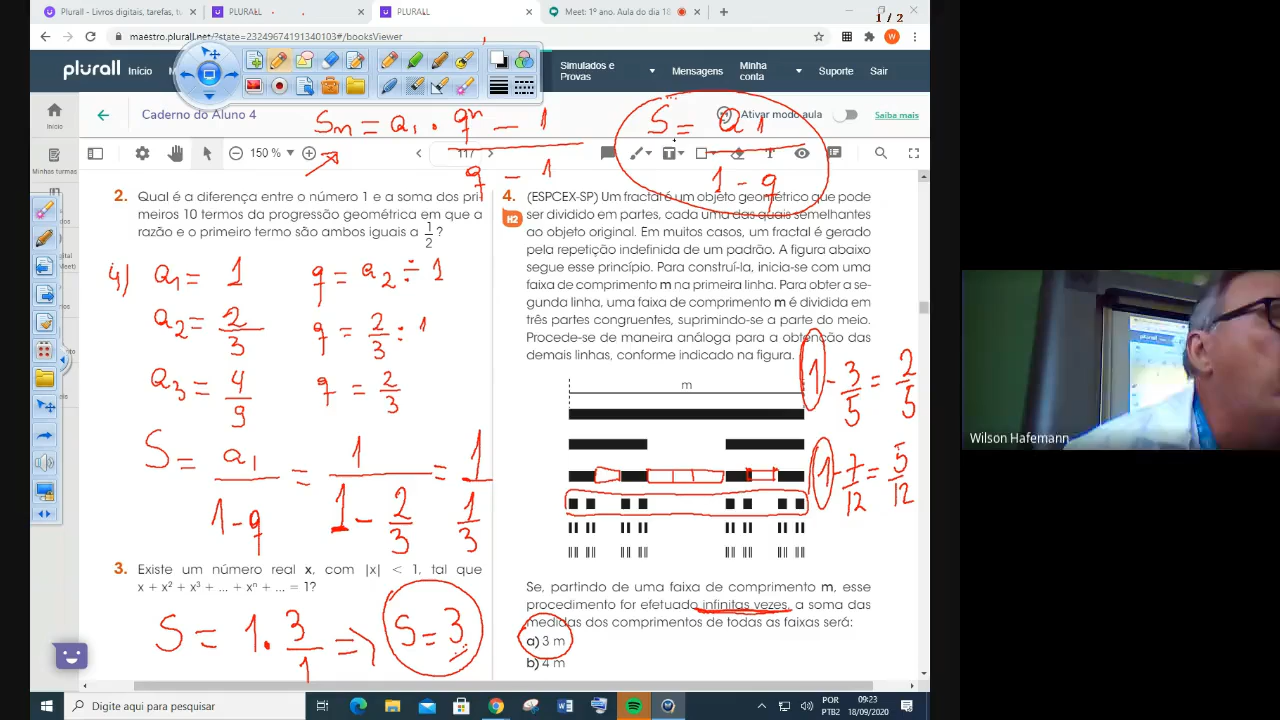 Plurall - Livros digitais, tarefas, t
PLURALL
PLURALL
Meet: 1º ano. Aula do dia 18
1 / 2
maestro.plurall.net/?state=23249674191340103#/booksViewer
W
plurall
Início
Simulados e Provas
Mensagens
Minha conta
Suporte
Sair
Início
Caderno do Aluno 4
Ativar modo aula
Saiba mais
Minhas turmas
150 %
117
Sn = a1 . qⁿ - 1 / q - 1
S = a1 / 1 - q
2. Qual é a diferença entre o número 1 e a soma dos pri-
meiros 10 termos da progressão geométrica em que a
razão e o primeiro termo são ambos iguais a 1/2?
4) a1 = 1    q = a2 ÷ 1
a2 = 2/3    q = 2/3 : 1
a3 = 4/9    q = 2/3
S = a1 / 1-q = 1 / 1 - 2/3 = 1 / 1/3
3. Existe um número real x, com |x| < 1, tal que
x + x² + x³ + ... + xⁿ + ... = 1?
S = 1 . 3/1 => S = 3
4. (ESPCEX-SP) Um fractal é um objeto geométrico que pode
H2
ser dividido em partes, cada uma das quais semelhantes
ao objeto original. Em muitos casos, um fractal é gerado
pela repetição indefinida de um padrão. A figura abaixo
segue esse princípio. Para construí-la, inicia-se com uma
faixa de comprimento m na primeira linha. Para obter a se-
gunda linha, uma faixa de comprimento m é dividida em
três partes congruentes, suprimindo-se a parte do meio.
Procede-se de maneira análoga para a obtenção das
demais linhas, conforme indicado na figura.
m
1 - 3/5 = 2/5
1 - 7/12 = 5/12
Se, partindo de uma faixa de comprimento m, esse
procedimento for efetuado infinitas vezes, a soma das
medidas dos comprimentos de todas as faixas será:
a) 3 m
b) 4 m
Wilson Hafemann
Digite aqui para pesquisar
POR
PTB2
09:23
18/09/2020